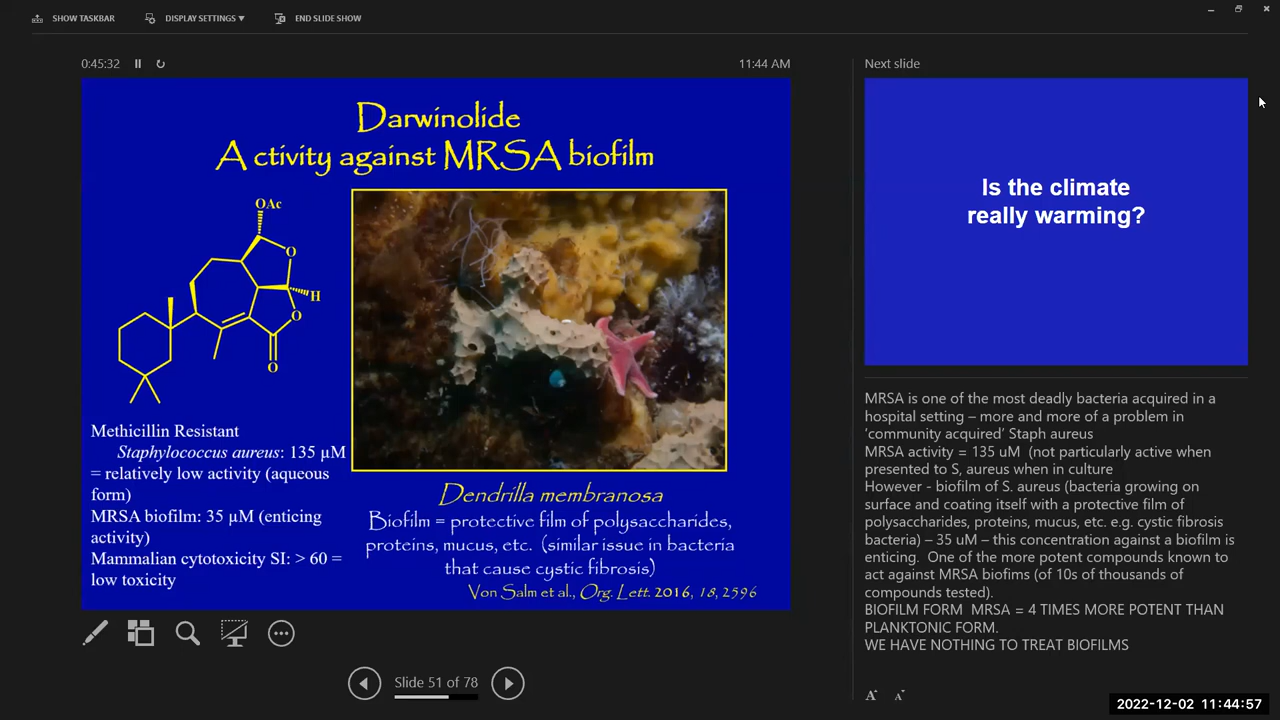 SHOW TASKBAR
DISPLAY SETTINGS ▾
END SLIDE SHOW
0:45:32
11:44 AM
Darwinolide
A ctivity against MRSA biofilm
OAc
O
H
O
O
Methicillin Resistant
Staphylococcus aureus: 135 µM
= relatively low activity (aqueous
form)
MRSA biofilm: 35 µM (enticing
activity)
Mammalian cytotoxicity SI: > 60 =
low toxicity
Dendrilla membranosa
Biofilm = protective film of polysaccharides,
proteins, mucus, etc. (similar issue in bacteria
that cause cystic fibrosis)
Von Salm et al., Org. Lett. 2016, 18, 2596
Slide 51 of 78
Next slide
Is the climate
really warming?
MRSA is one of the most deadly bacteria acquired in a
hospital setting – more and more of a problem in
‘community acquired’ Staph aureus
MRSA activity = 135 uM (not particularly active when
presented to S, aureus when in culture
However - biofilm of S. aureus (bacteria growing on
surface and coating itself with a protective film of
polysaccharides, proteins, mucus, etc. e.g. cystic fibrosis
bacteria) – 35 uM – this concentration against a biofilm is
enticing. One of the more potent compounds known to
act against MRSA biofims (of 10s of thousands of
compounds tested).
BIOFILM FORM MRSA = 4 TIMES MORE POTENT THAN
PLANKTONIC FORM.
WE HAVE NOTHING TO TREAT BIOFILMS
A A
2022-12-02 11:44:57